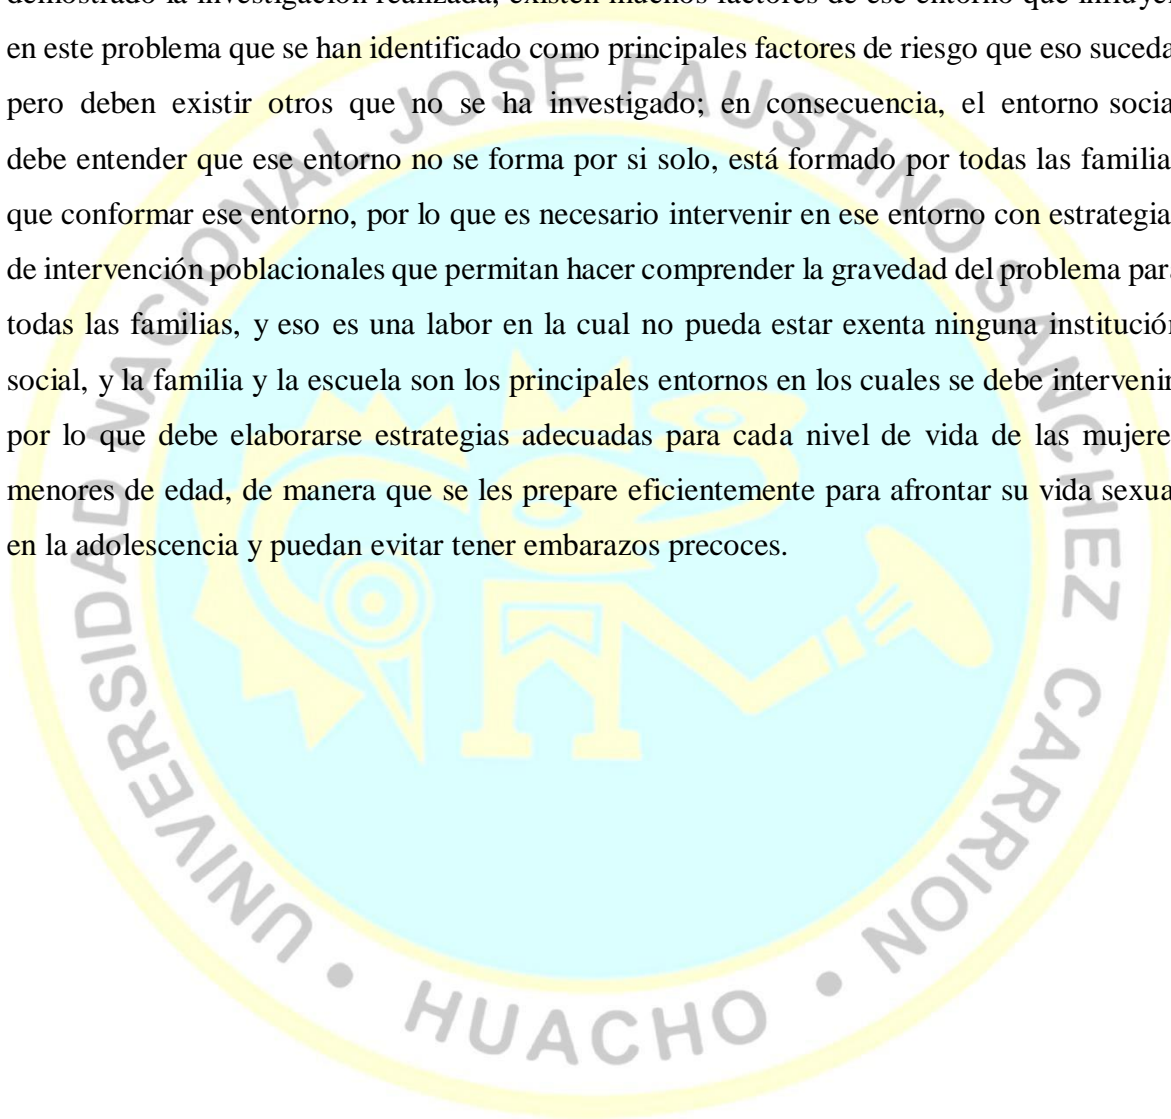 demostrado la investigación realizada, existen muchos factores de ese entorno que influye
en este problema que se han identificado como principales factores de riesgo que eso suceda
pero deben existir otros que no se ha investigado; en consecuencia, el entorno socia
debe entender que ese entorno no se forma por si solo, está formado por todas las familia
que conformar ese entorno, por lo que es necesario intervenir en ese entorno con estrategia
de intervención poblacionales que permitan hacer comprender la gravedad del problema par
todas las familias, y eso es una labor en la cual no pueda estar exenta ninguna institución
social, y la familia y la escuela son los principales entornos en los cuales se debe intervenir
por lo que debe elaborarse estrategias adecuadas para cada nivel de vida de las mujere
menores de edad, de manera que se les prepare eficientemente para afrontar su vida sexua
en la adolescencia y puedan evitar tener embarazos precoces.
UNIVERSIDAD NACIONAL JOSE FAUSTINO SANCHEZ CARRION
• HUACHO •